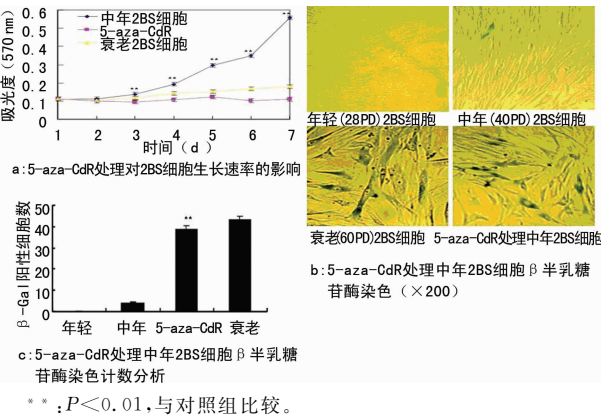 吸光度(570 nm)
0.6
0.5
0.4
0.3
0.2
0.1
0
中年2BS细胞
5-aza-CdR
衰老2BS细胞
** ** ** ** **
1 2 3 4 5 6 7
时间(d)
a:5-aza-CdR处理对2BS细胞生长速率的影响
年轻(28PD)2BS细胞 中年(40PD)2BS细胞
衰老(60PD)2BS细胞 5-aza-CdR处理中年2BS细胞
b:5-aza-CdR处理中年2BS细胞β半乳糖
苷酶染色(×200)
β-Gal阳性细胞数
50
40
30
20
10
0
**
年轻 中年 5-aza-CdR 衰老
c:5-aza-CdR处理中年2BS细胞β半乳糖
苷酶染色计数分析
**:P<0.01,与对照组比较。